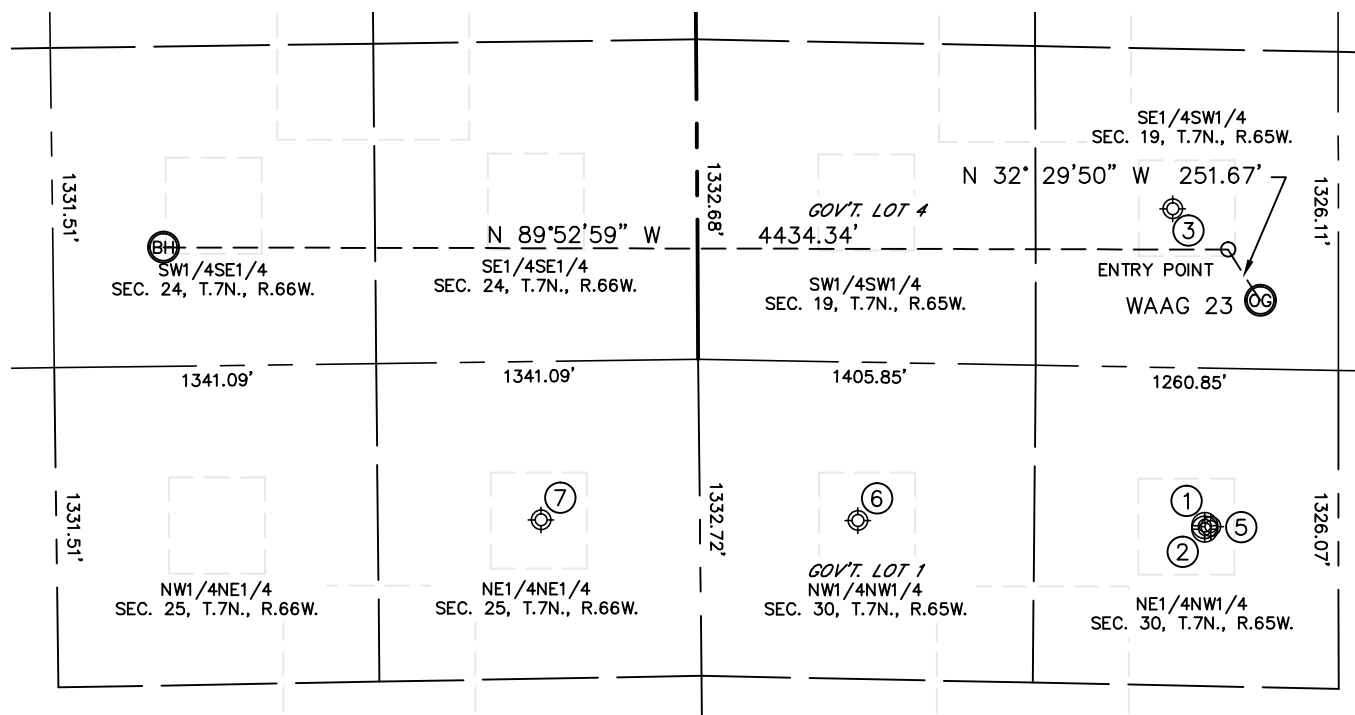 SE1/4SW1/4
SEC. 19, T.7N., R.65W.
N 32° 29'50" W 251.67'
1331.51'
1332.68'
1326.11'
GOV'T. LOT 4
3
N 89°52'59" W 4434.34'
BH
SW1/4SE1/4
SEC. 24, T.7N., R.66W.
SE1/4SE1/4
SEC. 24, T.7N., R.66W.
SW1/4SW1/4
SEC. 19, T.7N., R.65W.
ENTRY POINT
WAAG 23
OG
1341.09'
1341.09'
1405.85'
1260.85'
1331.51'
7
1332.72'
6
1
5
2
1326.07'
NW1/4NE1/4
SEC. 25, T.7N., R.66W.
NE1/4NE1/4
SEC. 25, T.7N., R.66W.
GOV'T. LOT 1
NW1/4NW1/4
SEC. 30, T.7N., R.65W.
NE1/4NW1/4
SEC. 30, T.7N., R.65W.